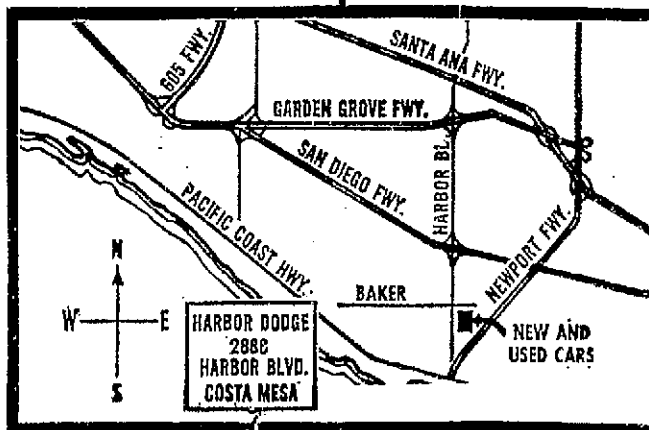 SANTA ANA FWY.
605 FWY.
GARDEN GROVE FWY.
SAN DIEGO FWY.
HARBOR BL.
PACIFIC COAST HWY.
NEWPORT FWY.
BAKER
N
W E
S
HARBOR DODGE
2888
HARBOR BLVD.
COSTA MESA
NEW AND
USED CARS